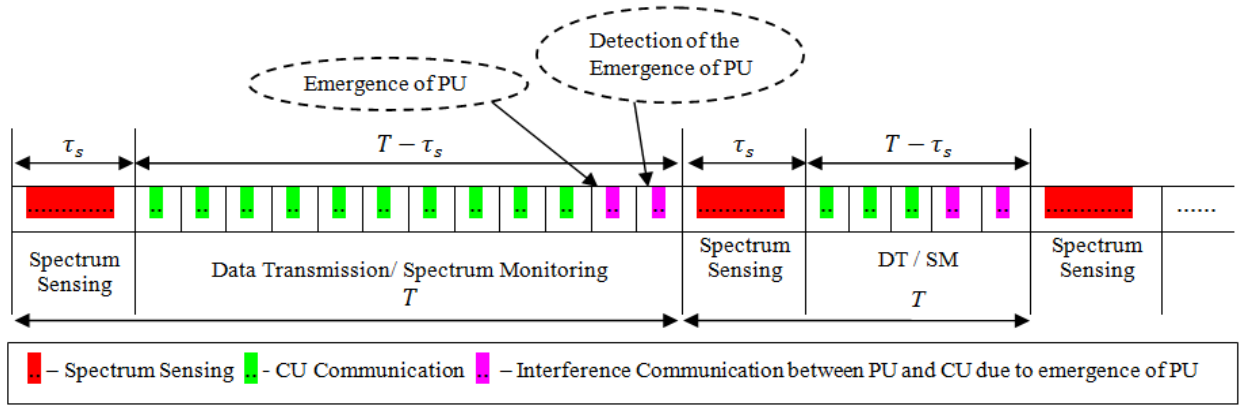 Detection of the
Emergence of PU
Emergence of PU
τₛ
T − τₛ
τₛ
T − τₛ
......
Spectrum
Sensing
Data Transmission/ Spectrum Monitoring
T
Spectrum
Sensing
DT / SM
T
Spectrum
Sensing
.. – Spectrum Sensing .. - CU Communication .. – Interference Communication between PU and CU due to emergence of PU